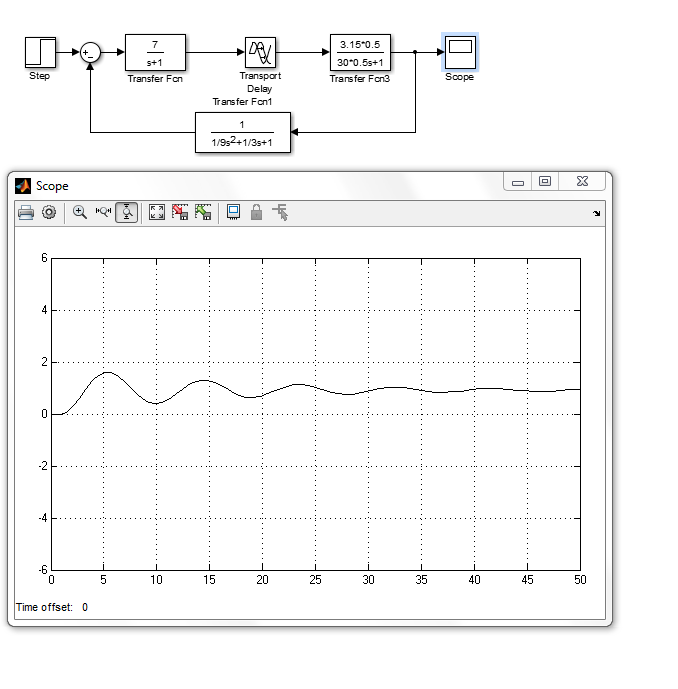 7
s+1
3.15*0.5
30*0.5s+1
Step
Transfer Fcn
Transport
Delay
Transfer Fcn3
Scope
Transfer Fcn1
1
1/9s2+1/3s+1
Scope
6
4
2
0
-2
-4
-6
0 5 10 15 20 25 30 35 40 45 50
Time offset: 0